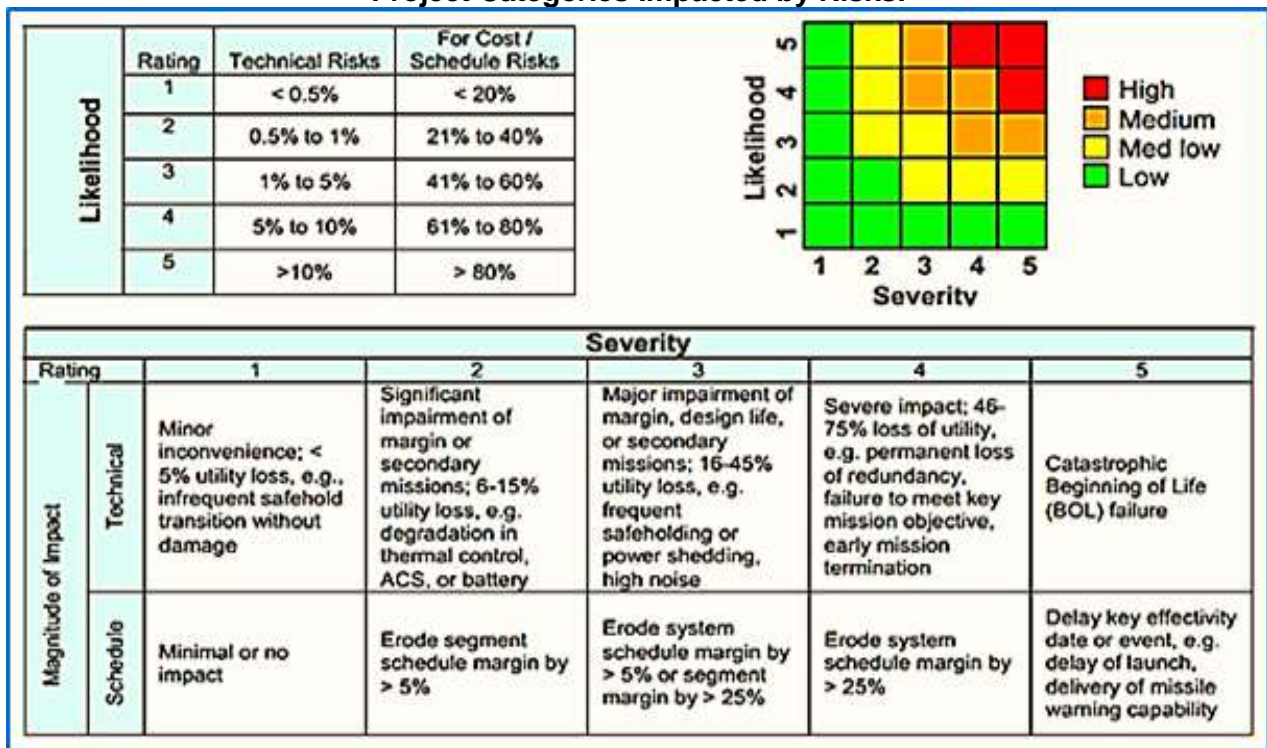 Project Categories Impacted by Risks.
Likelihood
Rating
Technical Risks
For Cost /
Schedule Risks
1
< 0.5%
< 20%
2
0.5% to 1%
21% to 40%
3
1% to 5%
41% to 60%
4
5% to 10%
61% to 80%
5
>10%
> 80%
Likelihood
5
4
3
2
1
1 2 3 4 5
Severity
High
Medium
Med low
Low
Severity
Rating
1
2
3
4
5
Magnitude of Impact
Technical
Minor
inconvenience; <
5% utility loss, e.g.,
infrequent safehold
transition without
damage
Significant
impairment of
margin or
secondary
missions; 6-15%
utility loss, e.g.
degradation in
thermal control,
ACS, or battery
Major impairment of
margin, design life,
or secondary
missions; 16-45%
utility loss, e.g.
frequent
safeholding or
power shedding,
high noise
Severe impact; 46-
75% loss of utility,
e.g. permanent loss
of redundancy,
failure to meet key
mission objective,
early mission
termination
Catastrophic
Beginning of Life
(BOL) failure
Schedule
Minimal or no
impact
Erode segment
schedule margin by
> 5%
Erode system
schedule margin by
> 5% or segment
margin by > 25%
Erode system
schedule margin by
> 25%
Delay key effectivity
date or event, e.g.
delay of launch,
delivery of missile
warning capability